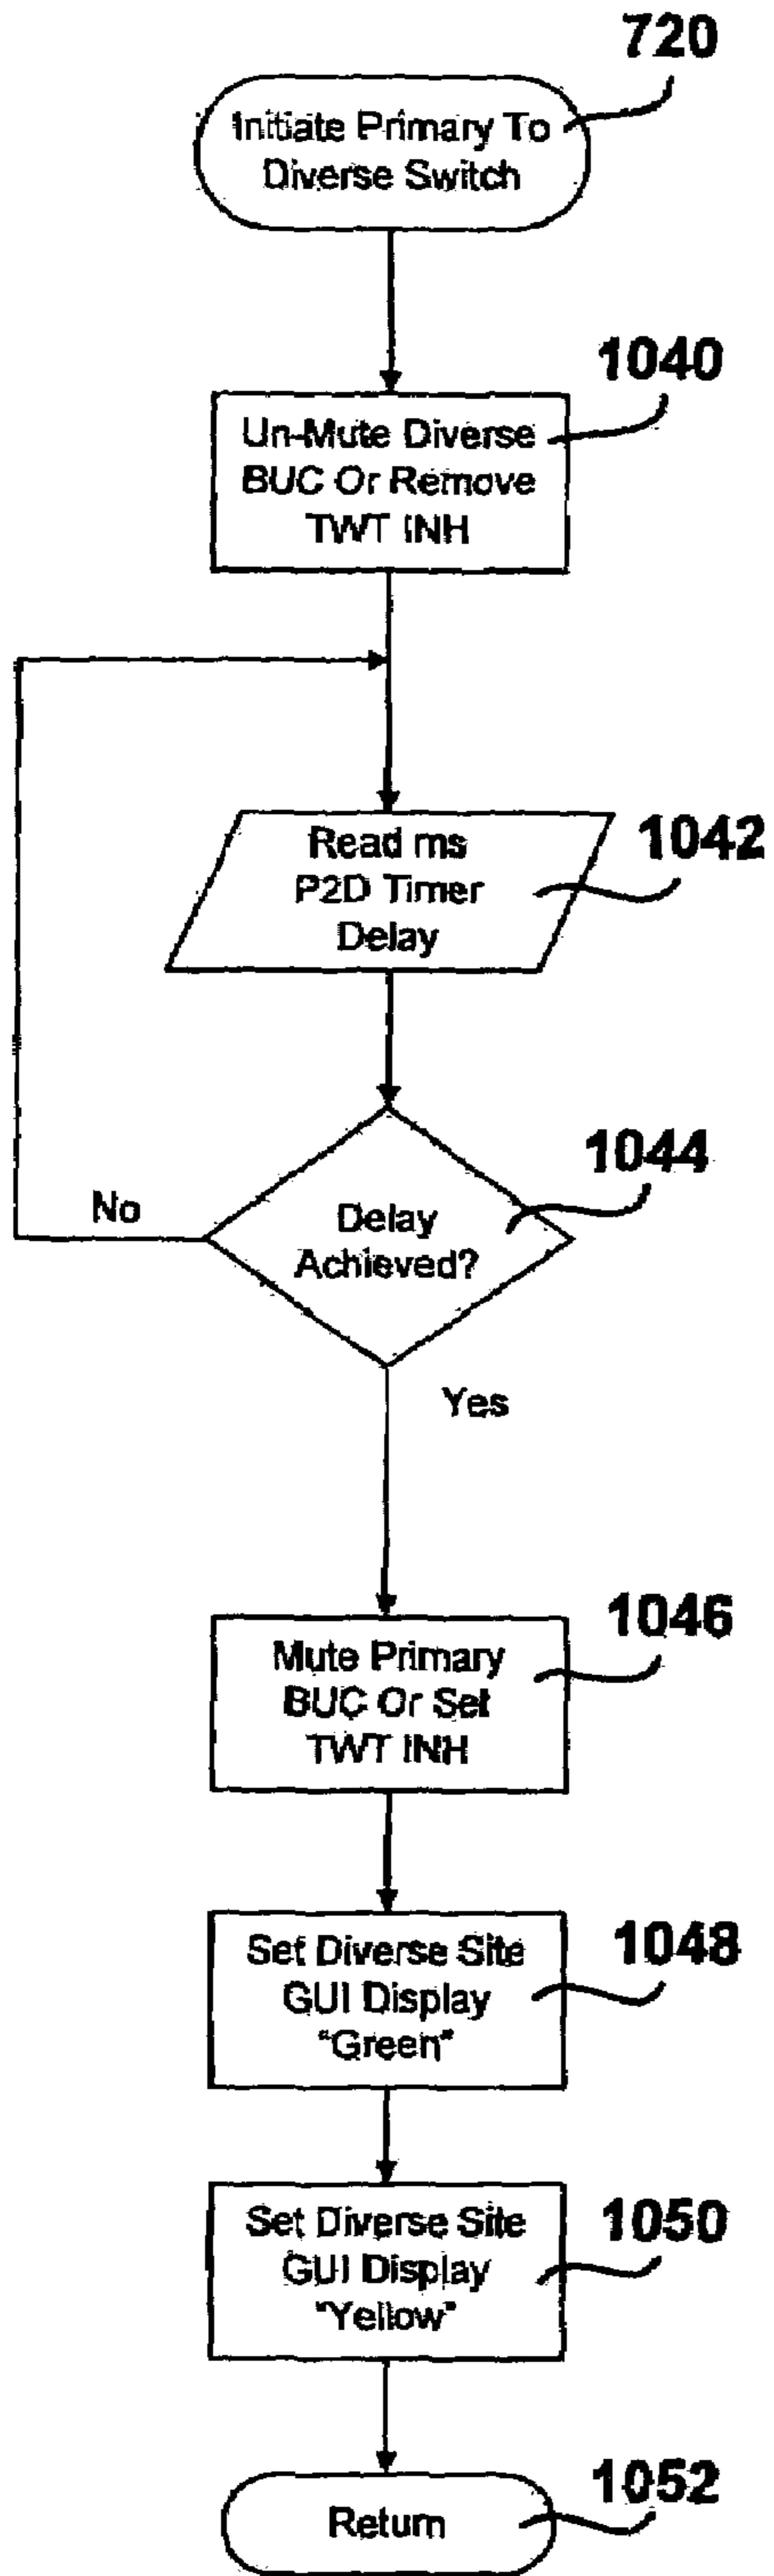 720
Initiate Primary To
Diverse Switch
1040
Un-Mute Diverse
BUC Or Remove
TWT INH
1042
Read ms
P2D Timer
Delay
1044
No
Delay
Achieved?
Yes
1046
Mute Primary
BUC Or Set
TWT INH
1048
Set Diverse Site
GUI Display
"Green"
1050
Set Diverse Site
GUI Display
"Yellow"
1052
Return